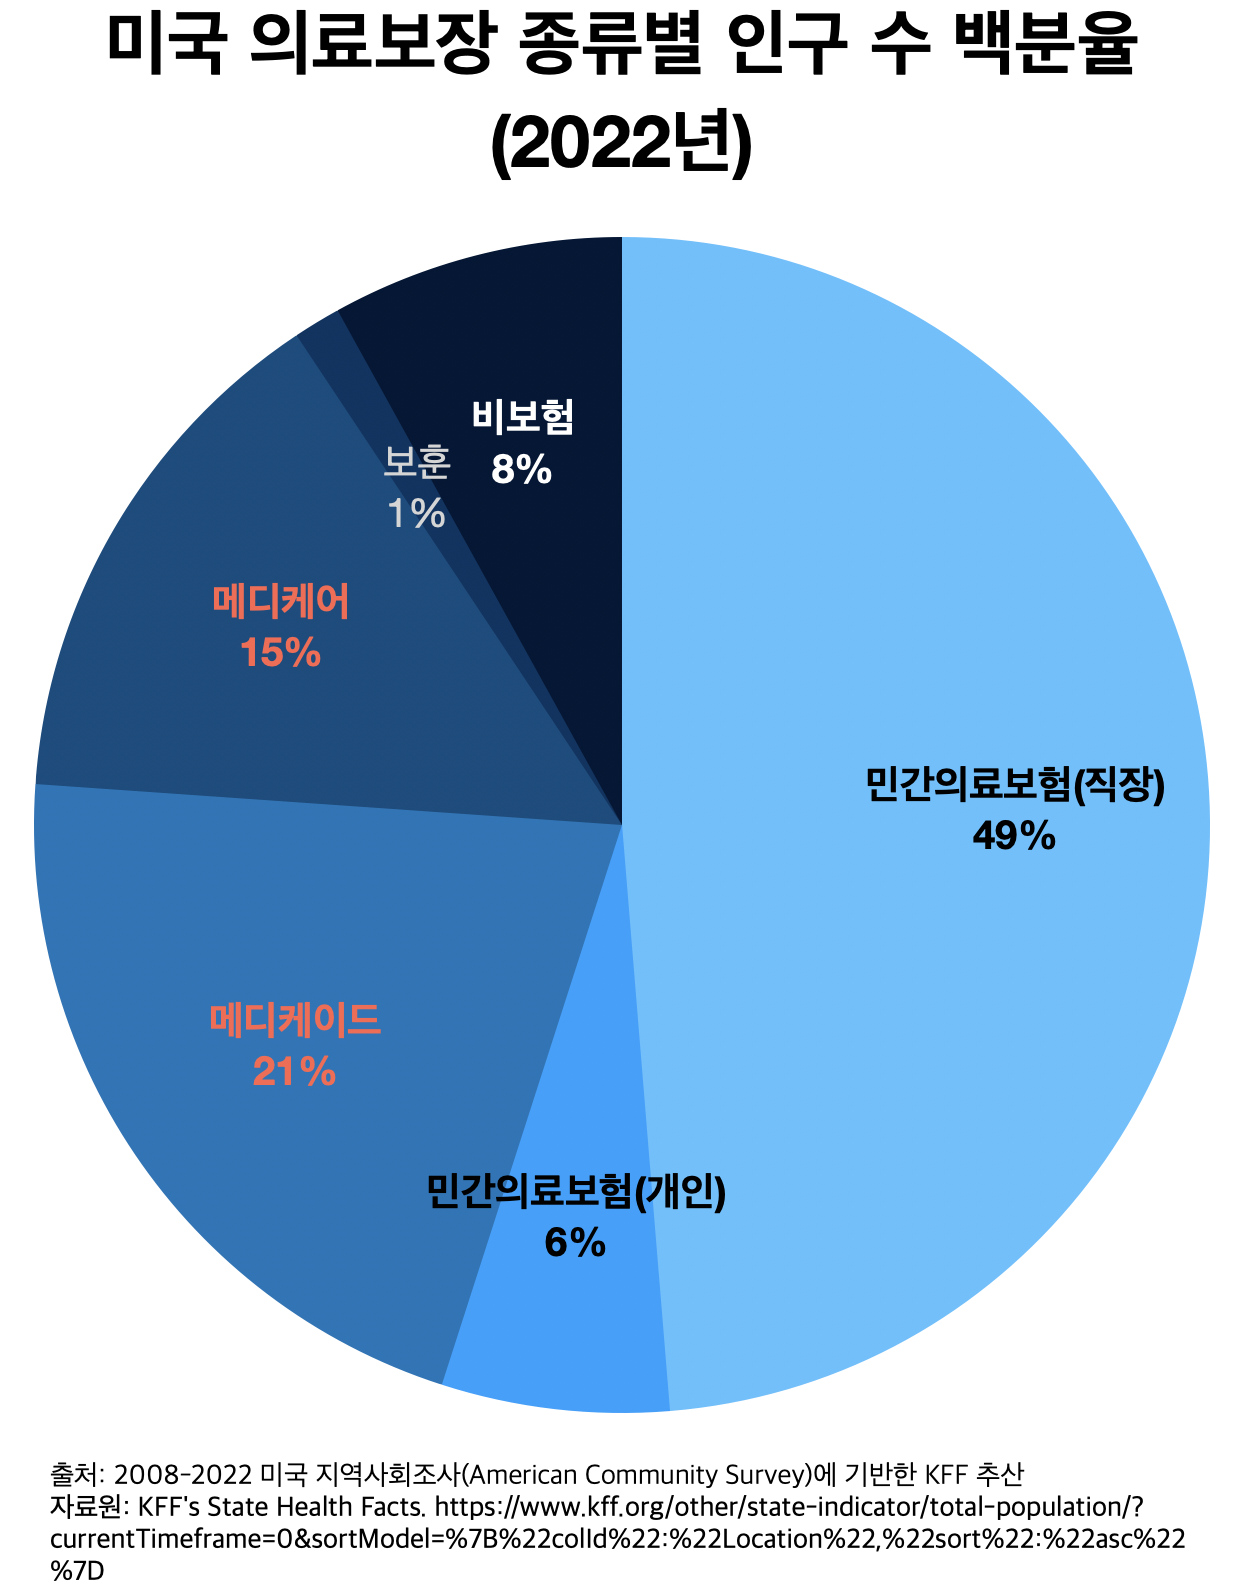 미국 의료보장 종류별 인구 수 백분율
(2022년)
비보험
8%
보훈
1%
메디케어
15%
민간의료보험(직장)
49%
메디케이드
21%
민간의료보험(개인)
6%
출처: 2008-2022 미국 지역사회조사(American Community Survey)에 기반한 KFF 추산
자료원: KFF's State Health Facts. https://www.kff.org/other/state-indicator/total-population/?
currentTimeframe=0&sortModel=%7B%22colId%22:%22Location%22,%22sort%22:%22asc%22
%7D